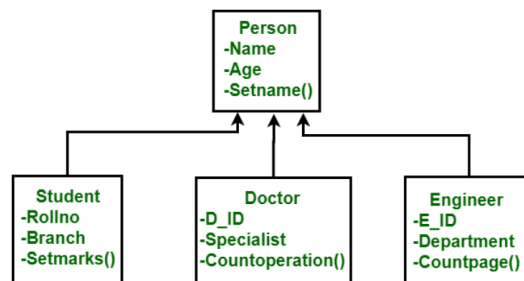 Person
-Name
-Age
-Setname()
Student
-Rollno
-Branch
-Setmarks()
Doctor
-D_ID
-Specialist
-Countoperation()
Engineer
-E_ID
-Department
-Countpage()